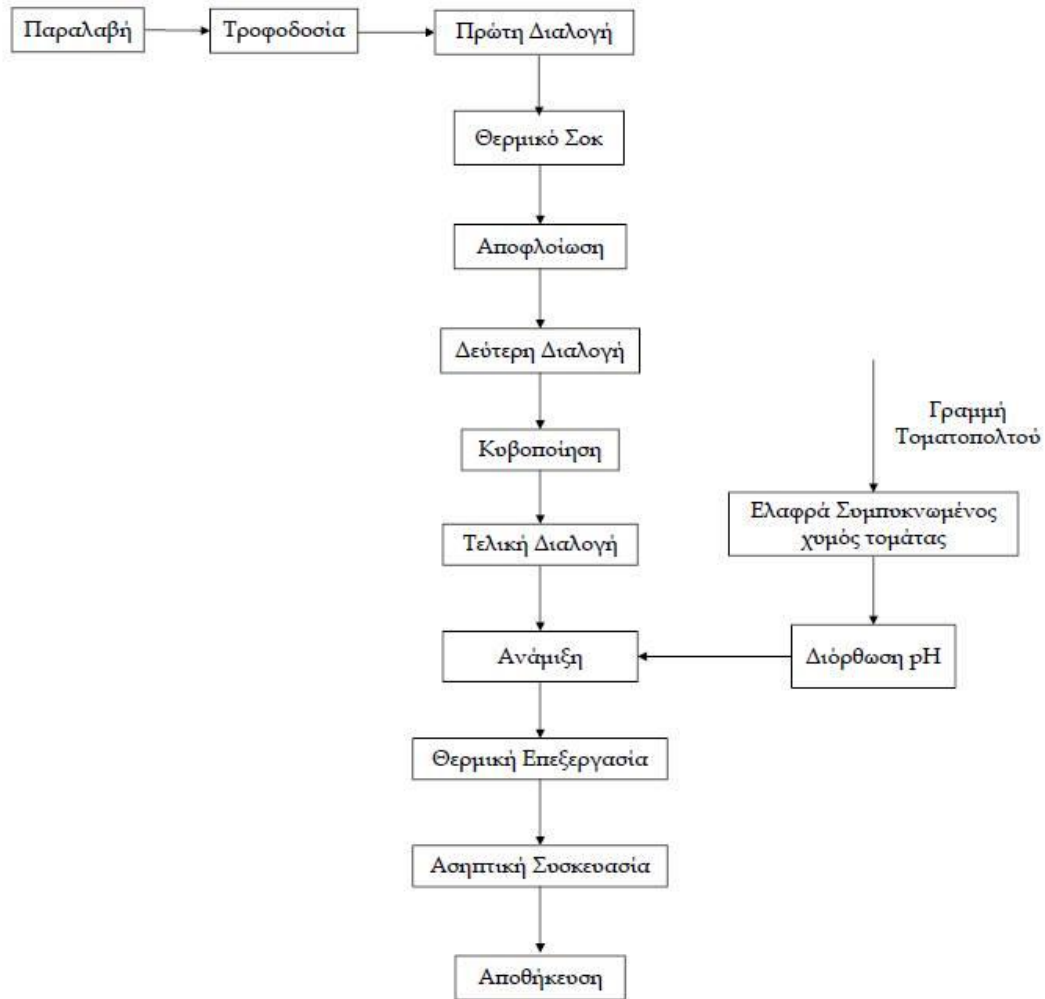 Παραλαβή
Τροφοδοσία
Πρώτη Διαλογή
Θερμικό Σοκ
Αποφλοίωση
Δεύτερη Διαλογή
Κυβοποίηση
Τελική Διαλογή
Γραμμή
Τοματοπολτού
Ελαφρά Συμπυκνωμένος
χυμός τομάτας
Διόρθωση pH
Ανάμιξη
Θερμική Επεξεργασία
Ασηπτική Συσκευασία
Αποθήκευση